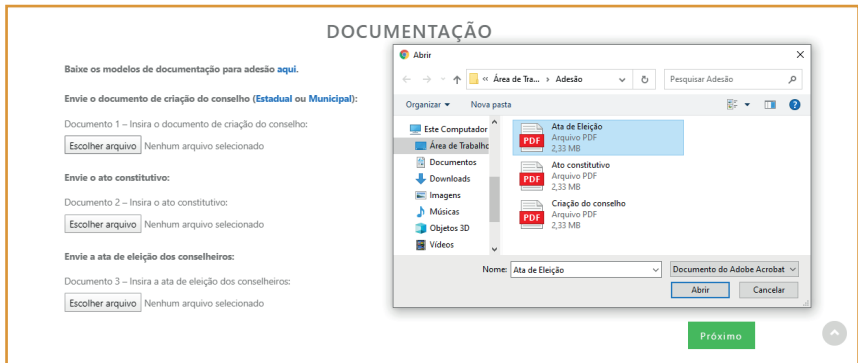 DOCUMENTAÇÃO
Baixe os modelos de documentação para adesão aqui.
Envie o documento de criação do conselho (Estadual ou Municipal):
Documento 1 – Insira o documento de criação do conselho:
Escolher arquivo Nenhum arquivo selecionado
Envie o ato constitutivo:
Documento 2 – Insira o ato constitutivo:
Escolher arquivo Nenhum arquivo selecionado
Envie a ata de eleição dos conselheiros:
Documento 3 – Insira a ata de eleição dos conselheiros:
Escolher arquivo Nenhum arquivo selecionado
Abrir
« Área de Tra... > Adesão
Pesquisar Adesão
Organizar
Nova pasta
Este Computador
Área de Trabalho
Documentos
Downloads
Imagens
Músicas
Objetos 3D
Vídeos
PDF
Ata de Eleição
Arquivo PDF
2,33 MB
PDF
Ato constitutivo
Arquivo PDF
2,33 MB
PDF
Criação do conselho
Arquivo PDF
2,33 MB
Nome: Ata de Eleição
Documento do Adobe Acrobat
Abrir
Cancelar
Próximo